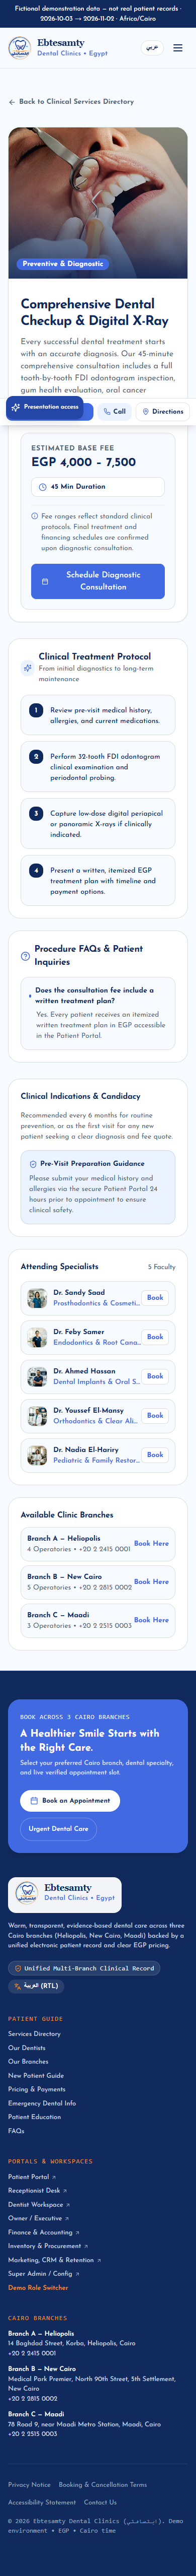 Fictional demonstration data — not real patient records ·
2026-10-03 → 2026-11-02 · Africa/Cairo
Ebtesamty
Dental Clinics • Egypt
عربي
← Back to Clinical Services Directory
Preventive & Diagnostic
Comprehensive Dental
Checkup & Digital X-Ray
Every successful dental treatment starts
with an accurate diagnosis. Our 45-minute
comprehensive consultation includes a full
tooth-by-tooth FDI odontogram inspection,
gum health evaluation, oral cancer
Presentation access
Call
Directions
ESTIMATED BASE FEE
EGP 4,000 – 7,500
45 Min Duration
Fee ranges reflect standard clinical
protocols. Final treatment and
financing schedules are confirmed
upon diagnostic consultation.
Schedule Diagnostic
Consultation
Clinical Treatment Protocol
From initial diagnostics to long-term
maintenance
1
Review pre-visit medical history,
allergies, and current medications.
2
Perform 32-tooth FDI odontogram
clinical examination and
periodontal probing.
3
Capture low-dose digital periapical
or panoramic X-rays if clinically
indicated.
4
Present a written, itemized EGP
treatment plan with timeline and
payment options.
Procedure FAQs & Patient
Inquiries
Does the consultation fee include a
written treatment plan?
Yes. Every patient receives an itemized
written treatment plan in EGP accessible
in the Patient Portal.
Clinical Indications & Candidacy
Recommended every 6 months for routine
prevention, or as the first visit for any new
patient seeking a clear diagnosis and fee quote.
Pre-Visit Preparation Guidance
Please submit your medical history and
allergies via the secure Patient Portal 24
hours prior to appointment to ensure
clinical safety.
Attending Specialists
5 Faculty
Dr. Sandy Saad
Prosthodontics & Cosmeti...
Book
Dr. Feby Samer
Endodontics & Root Cana...
Book
Dr. Ahmed Hassan
Dental Implants & Oral S...
Book
Dr. Youssef El-Mansy
Orthodontics & Clear Ali...
Book
Dr. Nadia El-Hariry
Pediatric & Family Restor...
Book
Available Clinic Branches
Branch A — Heliopolis
4 Operatories • +20 2 2415 0001
Book Here
Branch B — New Cairo
5 Operatories • +20 2 2815 0002
Book Here
Branch C — Maadi
3 Operatories • +20 2 2515 0003
Book Here
BOOK ACROSS 3 CAIRO BRANCHES
A Healthier Smile Starts with
the Right Care.
Select your preferred Cairo branch, dental specialty,
and live verified appointment slot.
Book an Appointment
Urgent Dental Care
Ebtesamty
Dental Clinics • Egypt
Warm, transparent, evidence-based dental care across three
Cairo branches (Heliopolis, New Cairo, Maadi) backed by a
unified electronic patient record and clear EGP pricing.
Unified Multi-Branch Clinical Record
العربية (RTL)
PATIENT GUIDE
Services Directory
Our Dentists
Our Branches
New Patient Guide
Pricing & Payments
Emergency Dental Info
Patient Education
FAQs
PORTALS & WORKSPACES
Patient Portal ↗
Receptionist Desk ↗
Dentist Workspace ↗
Owner / Executive ↗
Finance & Accounting ↗
Inventory & Procurement ↗
Marketing, CRM & Retention ↗
Super Admin / Config ↗
Demo Role Switcher
CAIRO BRANCHES
Branch A — Heliopolis
14 Baghdad Street, Korba, Heliopolis, Cairo
+20 2 2415 0001
Branch B — New Cairo
Medical Park Premier, North 90th Street, 5th Settlement,
New Cairo
+20 2 2815 0002
Branch C — Maadi
78 Road 9, near Maadi Metro Station, Maadi, Cairo
+20 2 2515 0003
Privacy Notice Booking & Cancellation Terms
Accessibility Statement Contact Us
© 2026 Ebtesamty Dental Clinics (ابتسامتي). Demo
environment • EGP • Cairo time